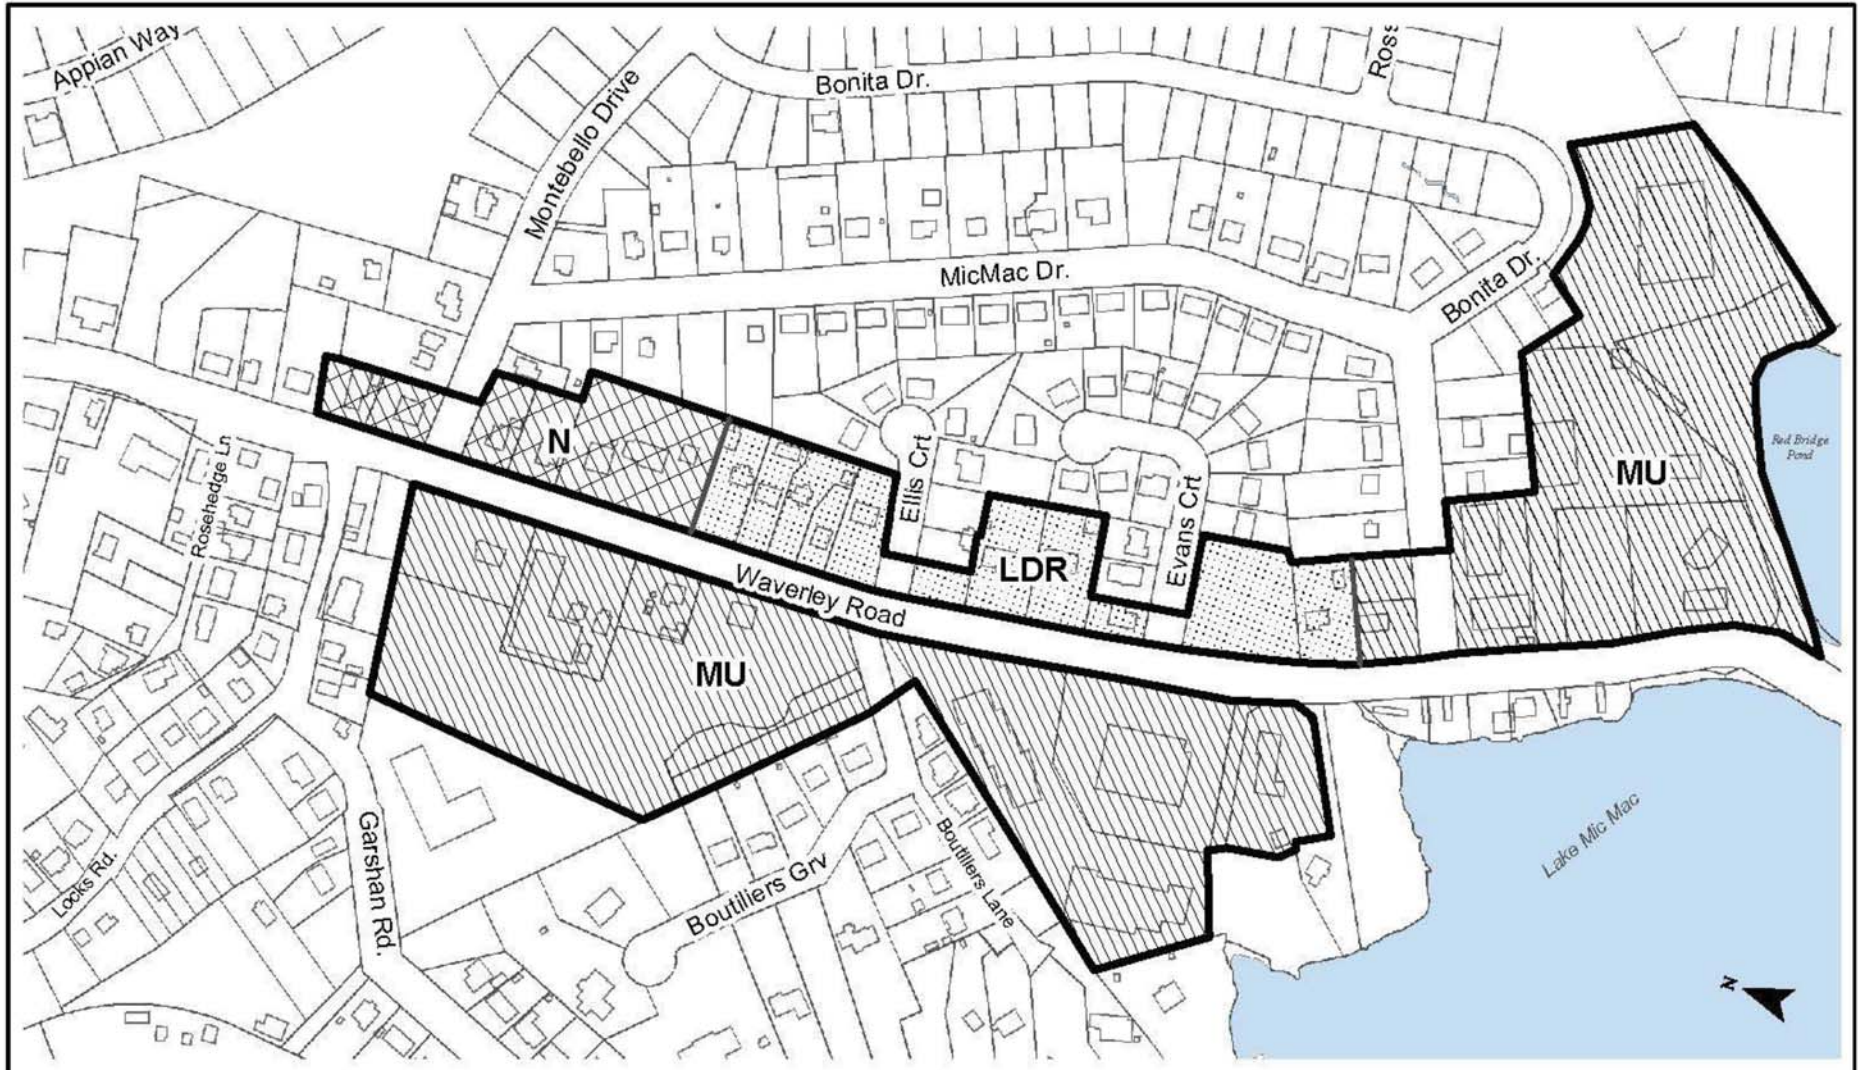 Appian Way
Ross
Bonita Dr.
Montebello Drive
MicMac Dr.
Bonita Dr.
N
Rosehedge Ln
Ellis Crt
Evans Crt
Red Bridge
Pond
MU
LDR
Waverley Road
MU
Locks Rd.
Garshan Rd.
Boutiliers Grv
Boutiliers Lane
Lake Mic Mac
N